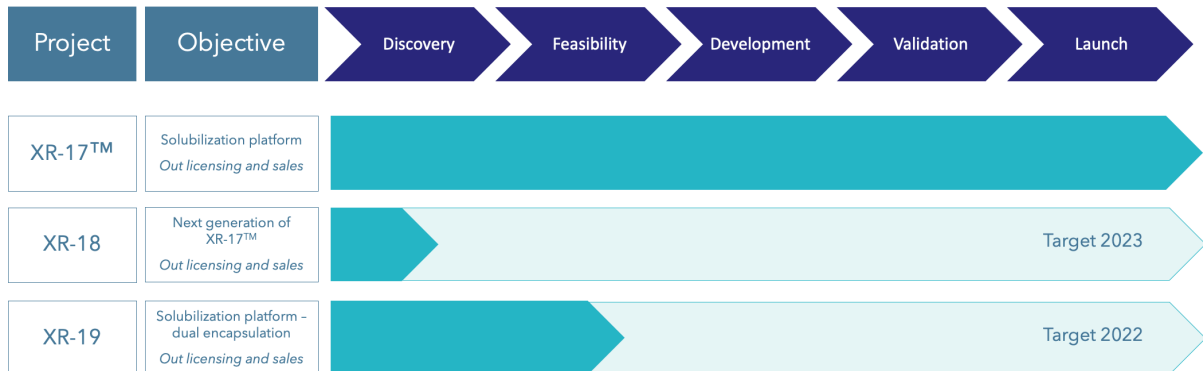 Project
Objective
Discovery
Feasibility
Development
Validation
Launch
XR-17™
Solubilization platform
Out licensing and sales
XR-18
Next generation of
XR-17™
Out licensing and sales
Target 2023
XR-19
Solubilization platform –
dual encapsulation
Out licensing and sales
Target 2022